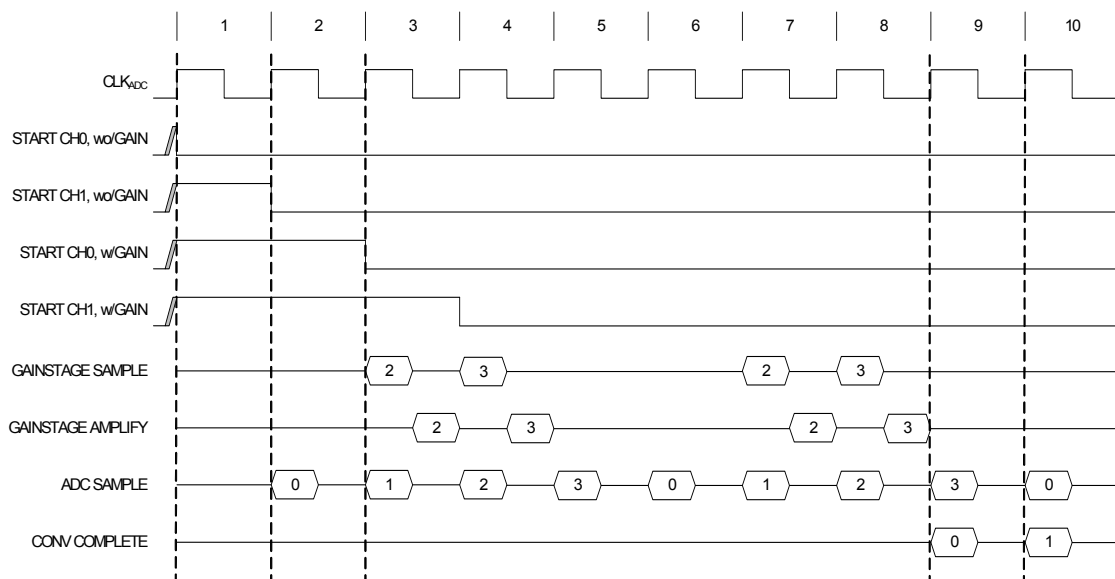 1 2 3 4 5 6 7 8 9 10
CLKADC
START CH0, wo/GAIN
START CH1, wo/GAIN
START CH0, w/GAIN
START CH1, w/GAIN
GAINSTAGE SAMPLE 2 3 2 3
GAINSTAGE AMPLIFY 2 3 2 3
ADC SAMPLE 0 1 2 3 0 1 2 3 0
CONV COMPLETE 0 1